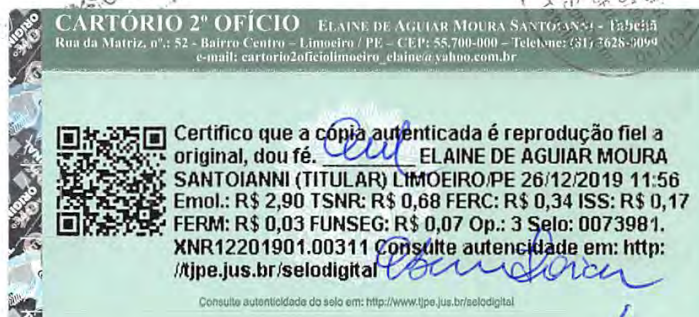 CARTÓRIO 2º OFÍCIO ELAINE DE AGUIAR MOURA SANTOIANNI - Tabeliã
Rua da Matriz, nº.: 52 - Bairro Centro – Limoeiro / PE – CEP: 55.700-000 – Telefone: (81) 3628-9099
e-mail: cartorio2oficiolimoeiro_elaine@yahoo.com.br
Certifico que a cópia autenticada é reprodução fiel a
original, dou fé. ELAINE DE AGUIAR MOURA
SANTOIANNI (TITULAR) LIMOEIRO/PE 26/12/2019 11:56
Emol.: R$ 2,90 TSNR: R$ 0,68 FERC: R$ 0,34 ISS: R$ 0,17
FERM: R$ 0,03 FUNSEG: R$ 0,07 Op.: 3 Selo: 0073981.
XNR12201901.00311 Consulte autencidade em: http:
//tjpe.jus.br/selodigital
Consulte autenticidade do selo em: http://www.tjpe.jus.br/selodigital